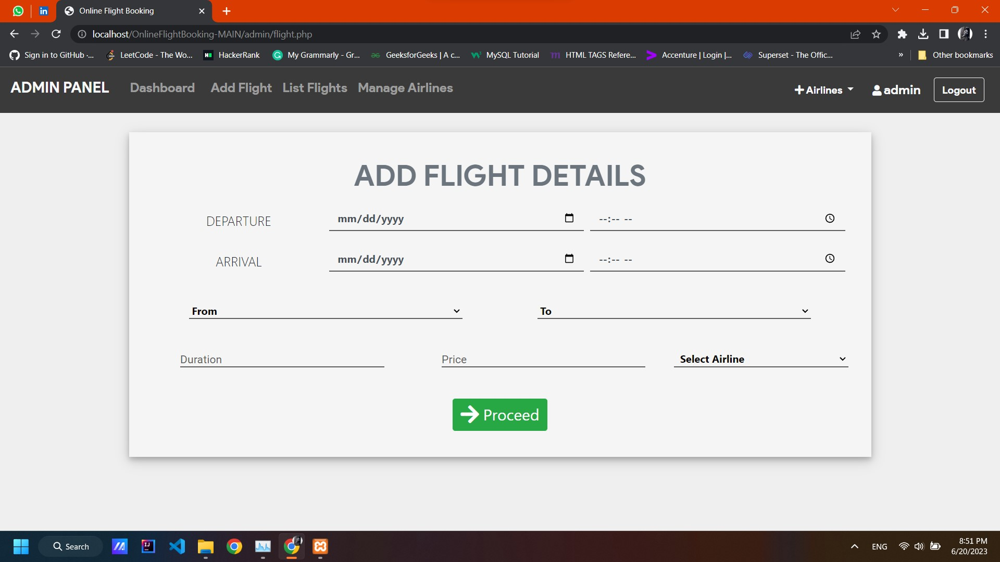 Online Flight Booking
localhost/OnlineFlightBooking-MAIN/admin/flight.php
Sign in to GitHub ·... LeetCode - The Wo... HackerRank My Grammarly - Gr... GeeksforGeeks | A c... MySQL Tutorial HTML TAGS Refere... Accenture | Login |... Superset - The Offic... » Other bookmarks
ADMIN PANEL Dashboard Add Flight List Flights Manage Airlines Airlines admin Logout
ADD FLIGHT DETAILS
DEPARTURE mm/dd/yyyy --:-- --
ARRIVAL mm/dd/yyyy --:-- --
From To
Duration Price Select Airline
Proceed
Search ENG 8:51 PM
6/20/2023